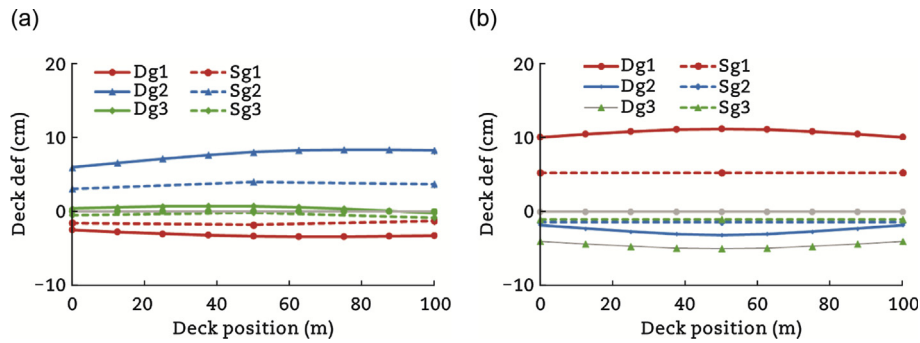 (a)
20
Dg1 Sg1
Dg2 Sg2
Dg3 Sg3
10
0
−10
0 20 40 60 80 100
Deck position (m)
Deck def (cm)
(b)
20
Dg1 Sg1
Dg2 Sg2
Dg3 Sg3
10
0
−10
0 20 40 60 80 100
Deck position (m)
Deck def (cm)